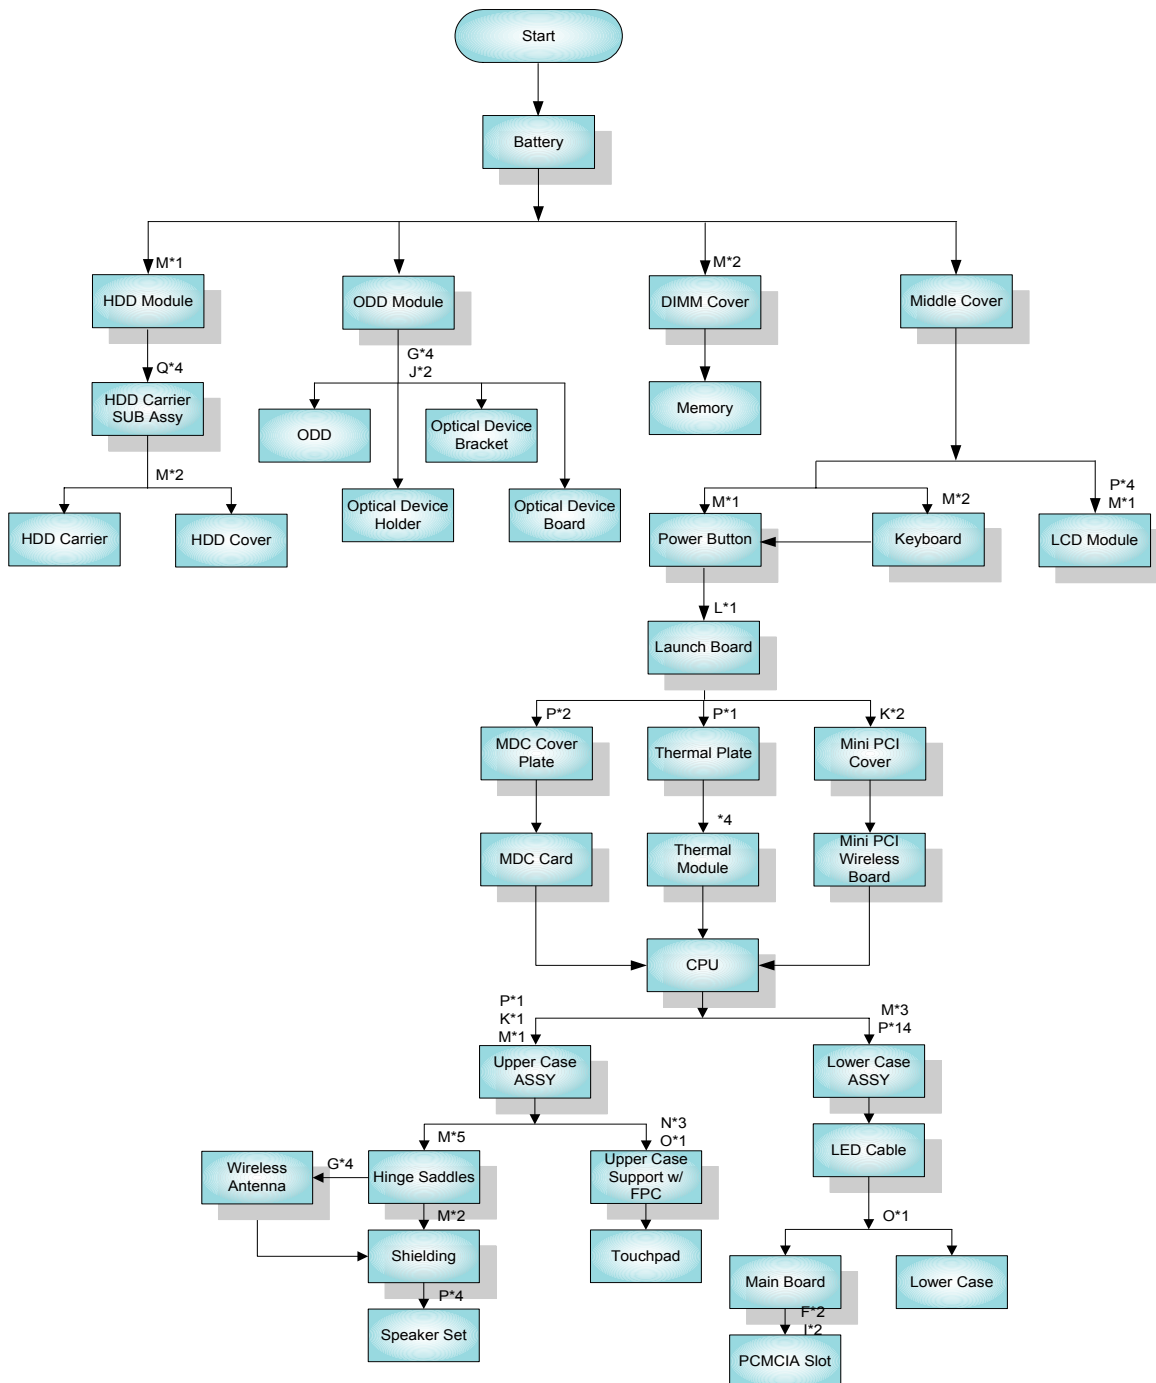 Start
Battery
M*1
M*2
HDD Module
ODD Module
DIMM Cover
Middle Cover
Q*4
G*4
J*2
HDD Carrier
SUB Assy
ODD
Optical Device
Bracket
Memory
M*2
HDD Carrier
HDD Cover
Optical Device
Holder
Optical Device
Board
M*1
M*2
P*4
M*1
Power Button
Keyboard
LCD Module
L*1
Launch Board
P*2
P*1
K*2
MDC Cover
Plate
Thermal Plate
Mini PCI
Cover
*4
MDC Card
Thermal
Module
Mini PCI
Wireless
Board
CPU
P*1
K*1
M*1
M*3
P*14
Upper Case
ASSY
Lower Case
ASSY
M*5
N*3
O*1
LED Cable
Wireless
Antenna
G*4
Hinge Saddles
Upper Case
Support w/
FPC
M*2
O*1
Shielding
Touchpad
Main Board
Lower Case
P*4
F*2
I*2
Speaker Set
PCMCIA Slot